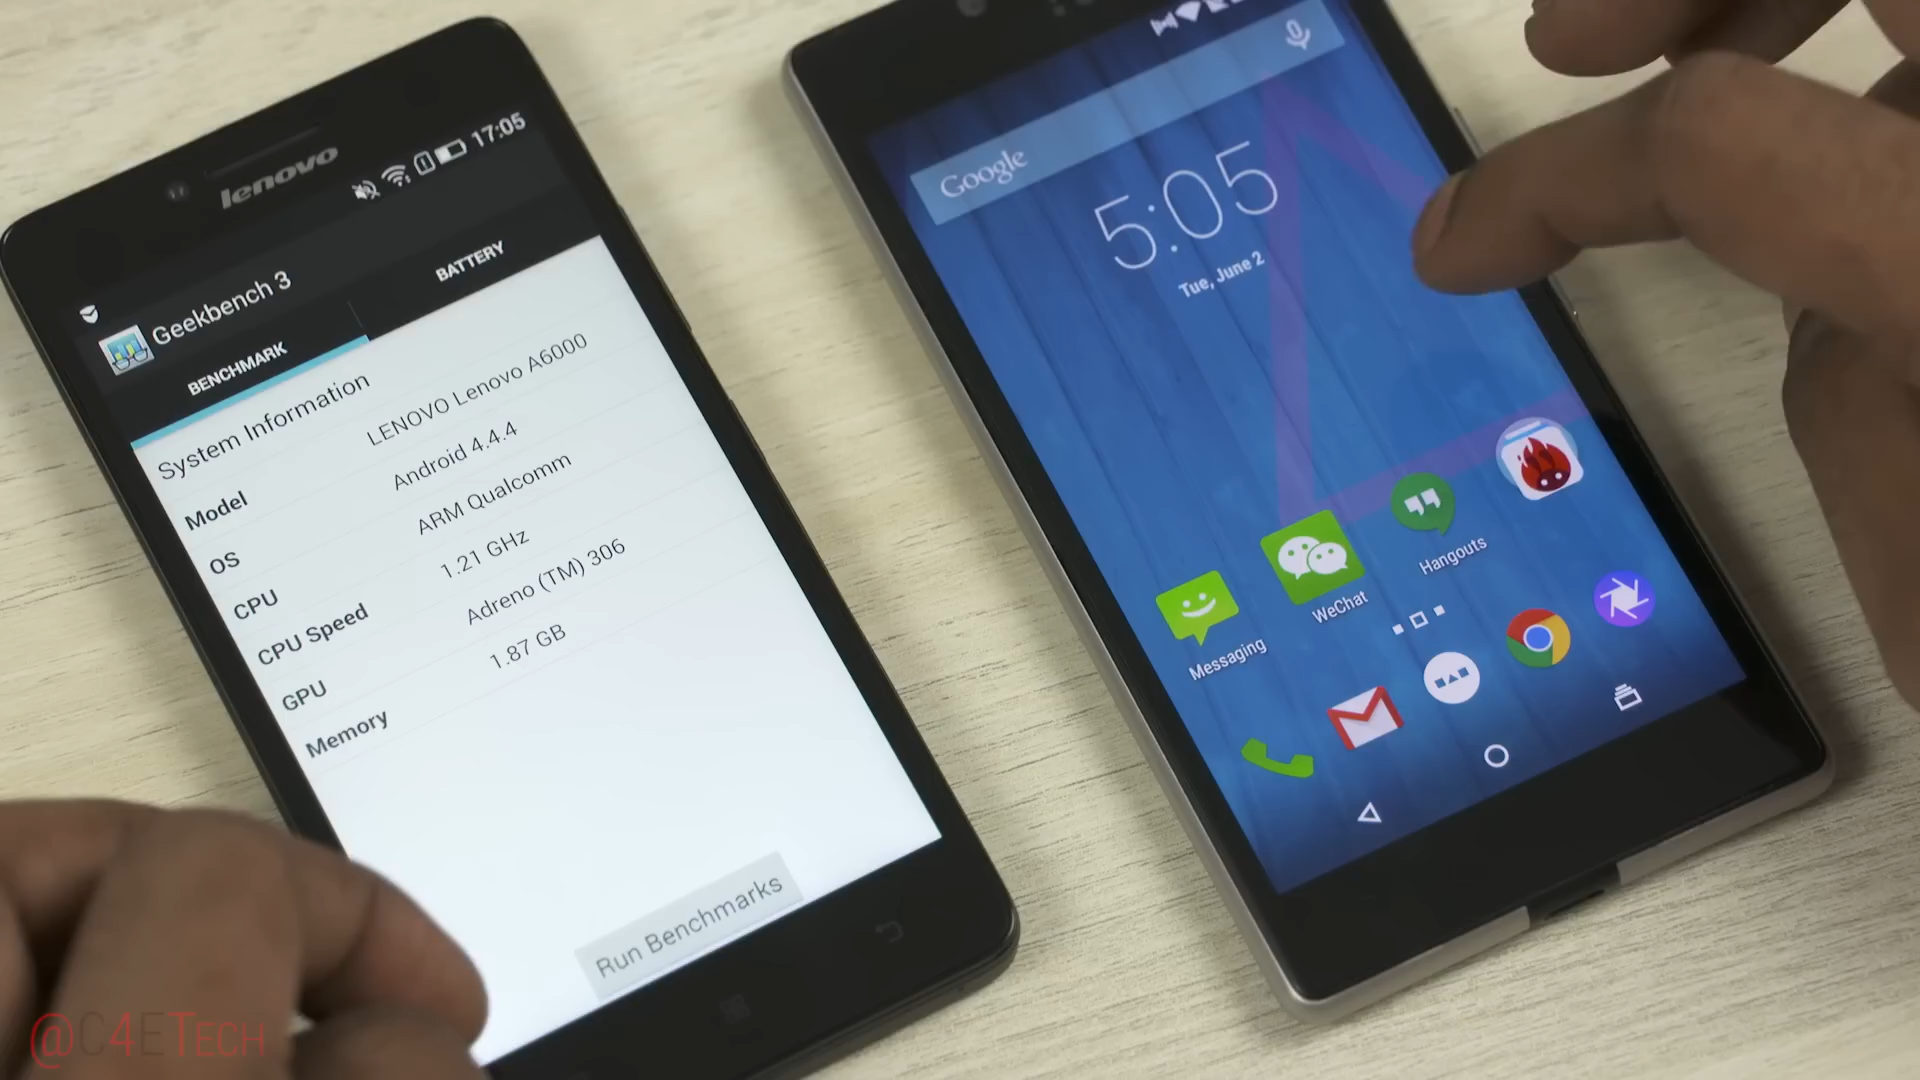 lenovo
17:05
Geekbench 3
BENCHMARK
BATTERY
System Information
Model LENOVO Lenovo A6000
OS Android 4.4.4
CPU ARM Qualcomm
CPU Speed 1.21 GHz
GPU Adreno (TM) 306
Memory 1.87 GB
Run Benchmarks
Google
5:05
Tue, June 2
Messaging
WeChat
Hangouts
@C4ETech